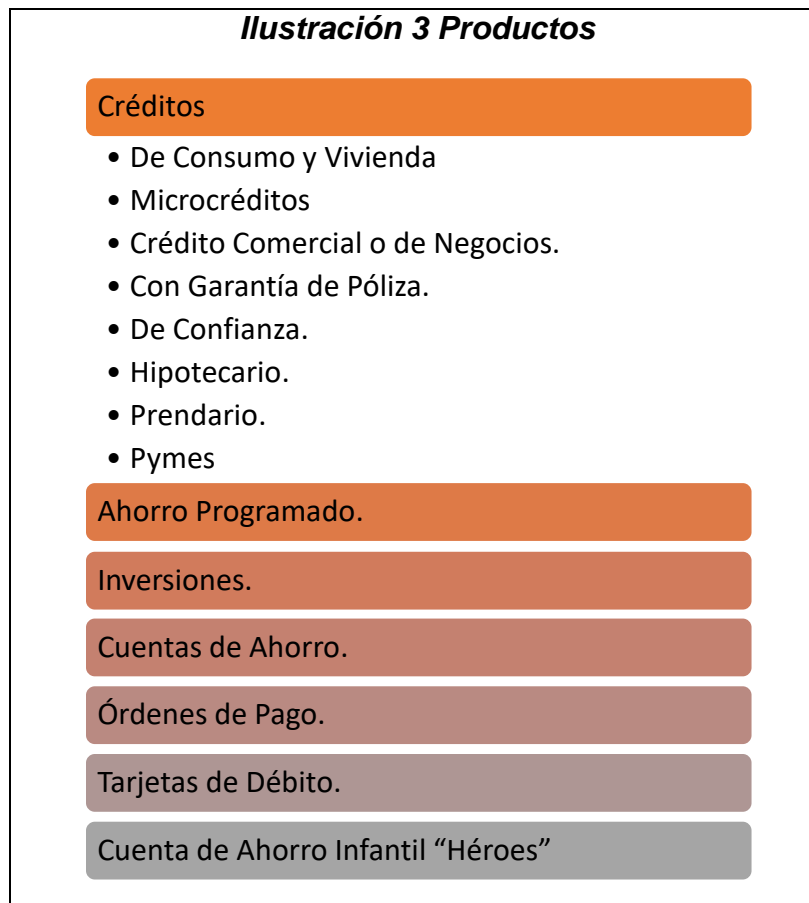 Ilustración 3 Productos
Créditos
• De Consumo y Vivienda
• Microcréditos
• Crédito Comercial o de Negocios.
• Con Garantía de Póliza.
• De Confianza.
• Hipotecario.
• Prendario.
• Pymes
Ahorro Programado.
Inversiones.
Cuentas de Ahorro.
Órdenes de Pago.
Tarjetas de Débito.
Cuenta de Ahorro Infantil “Héroes”